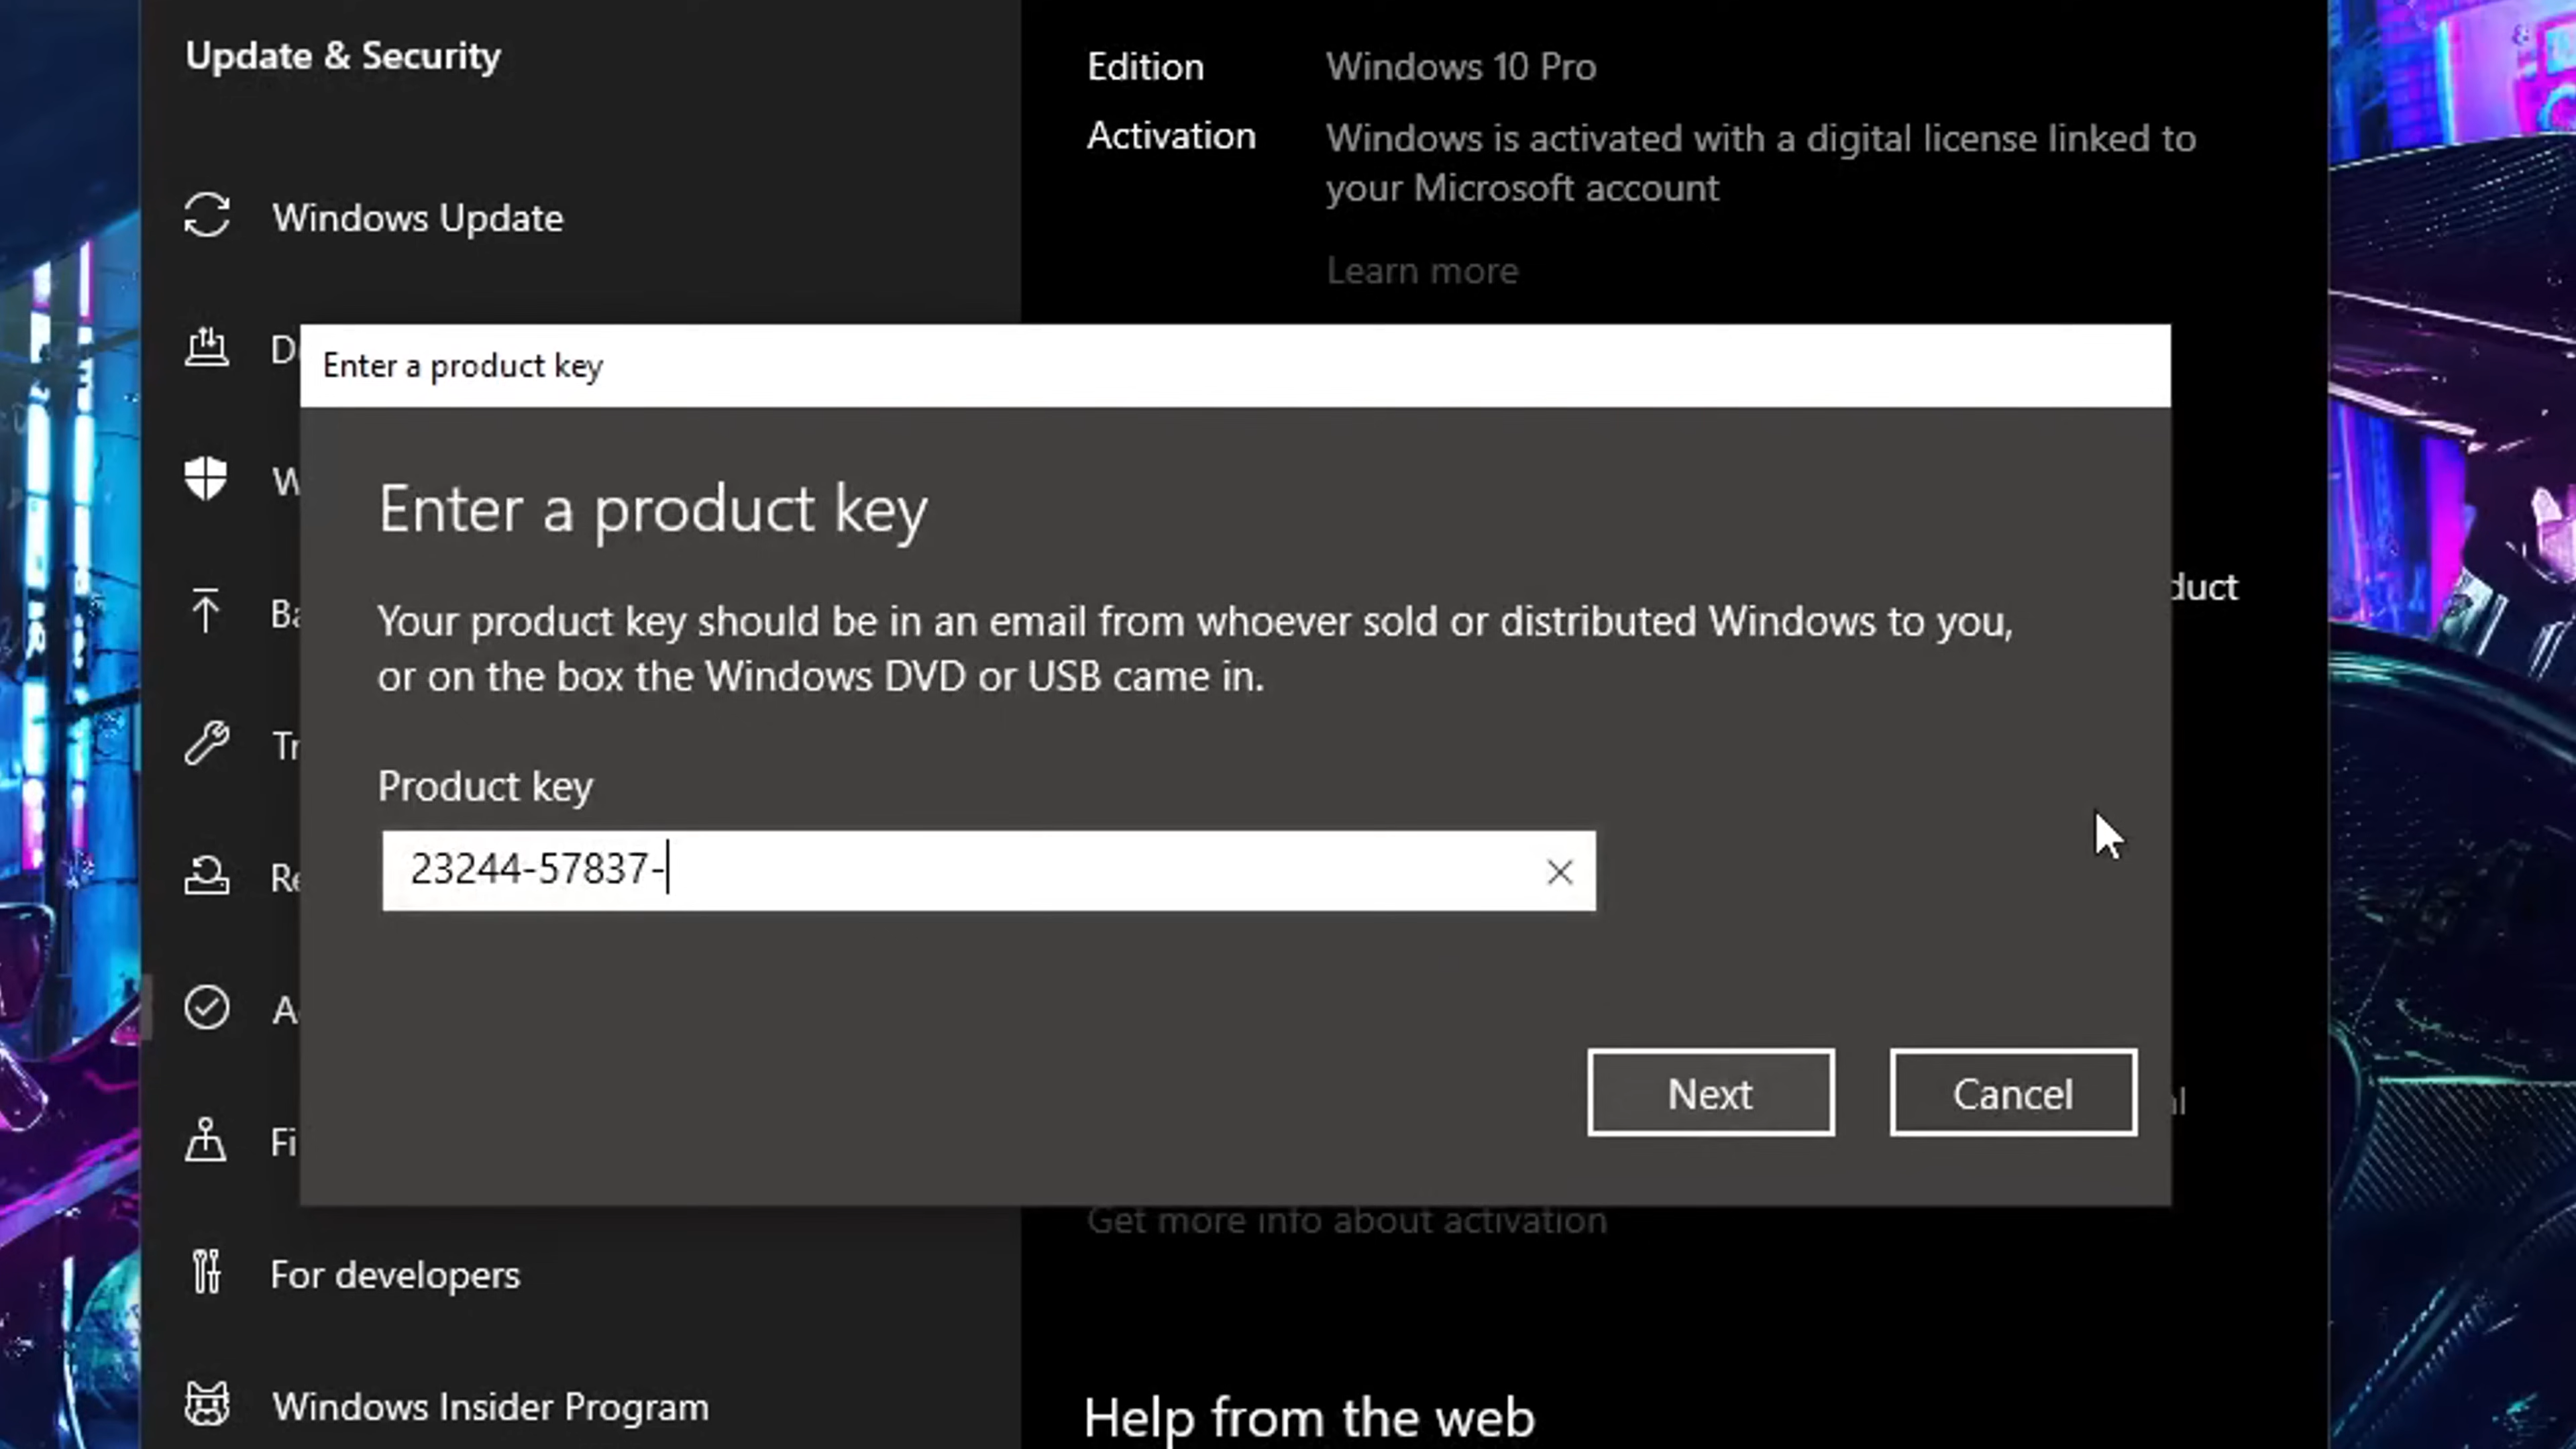 Update & Security
Windows Update
For developers
Windows Insider Program
Edition
Windows 10 Pro
Activation
Windows is activated with a digital license linked to
your Microsoft account
Learn more
Enter a product key
Enter a product key
Your product key should be in an email from whoever sold or distributed Windows to you,
or on the box the Windows DVD or USB came in.
Product key
23244-57837-
Next
Cancel
Get more info about activation
Help from the web